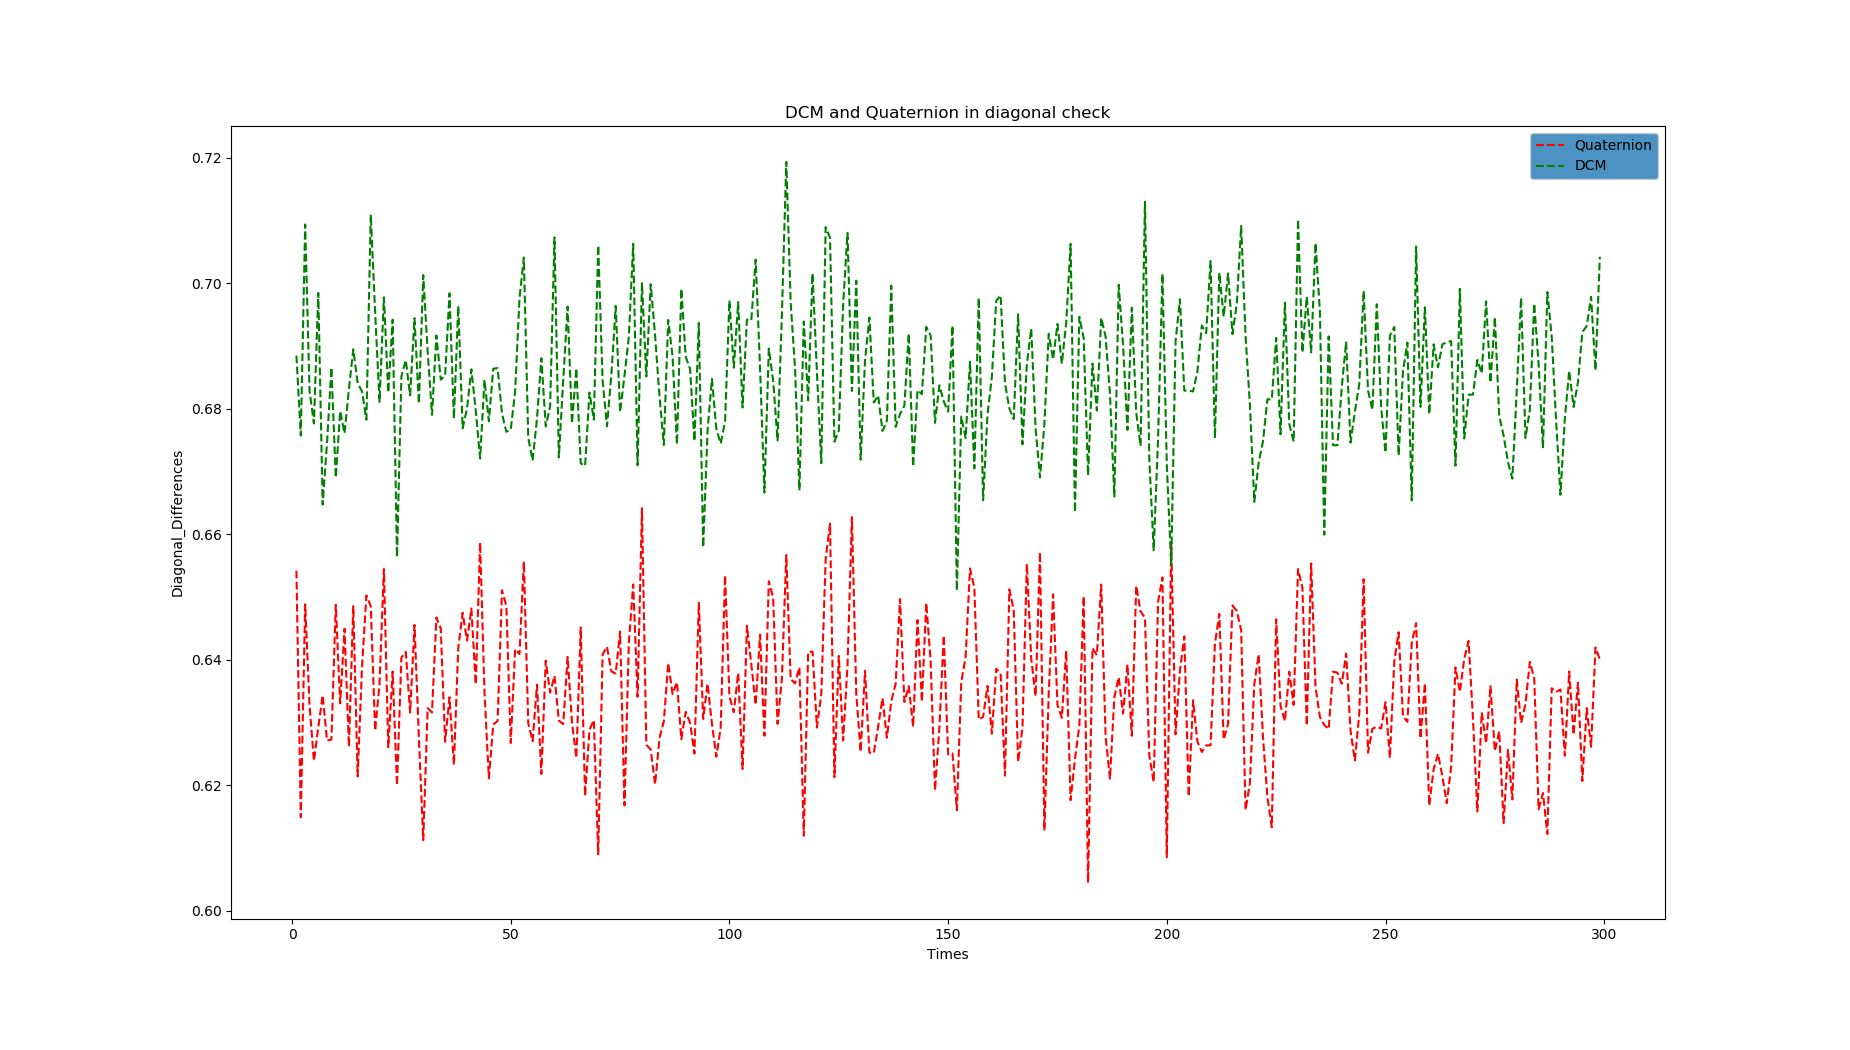 DCM and Quaternion in diagonal check
Quaternion
DCM
Diagonal_Differences
0.72
0.70
0.68
0.66
0.64
0.62
0.60
0
50
100
150
200
250
300
Times